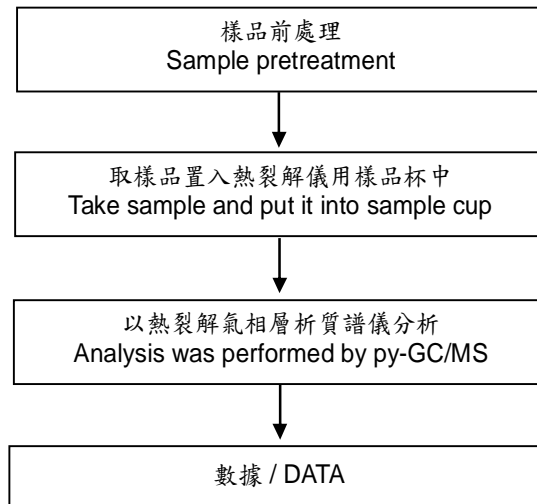 樣品前處理
Sample pretreatment
取樣品置入熱裂解儀用樣品杯中
Take sample and put it into sample cup
以熱裂解氣相層析質譜儀分析
Analysis was performed by py-GC/MS
數據 / DATA